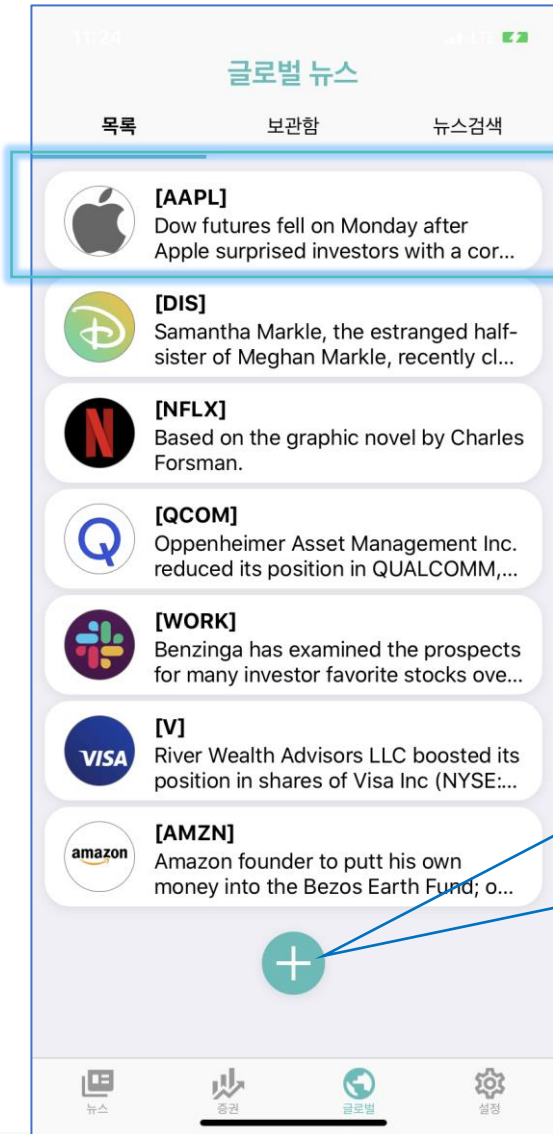 11:24
LTE
글로벌 뉴스
목록 보관함 뉴스검색
[AAPL]
Dow futures fell on Monday after
Apple surprised investors with a cor...
[DIS]
Samantha Markle, the estranged half-
sister of Meghan Markle, recently cl...
[NFLX]
Based on the graphic novel by Charles
Forsman.
[QCOM]
Oppenheimer Asset Management Inc.
reduced its position in QUALCOMM,...
[WORK]
Benzinga has examined the prospects
for many investor favorite stocks ove...
VISA
[V]
River Wealth Advisors LLC boosted its
position in shares of Visa Inc (NYSE:...
amazon
[AMZN]
Amazon founder to putt his own
money into the Bezos Earth Fund; o...
뉴스 증권 글로벌 설정